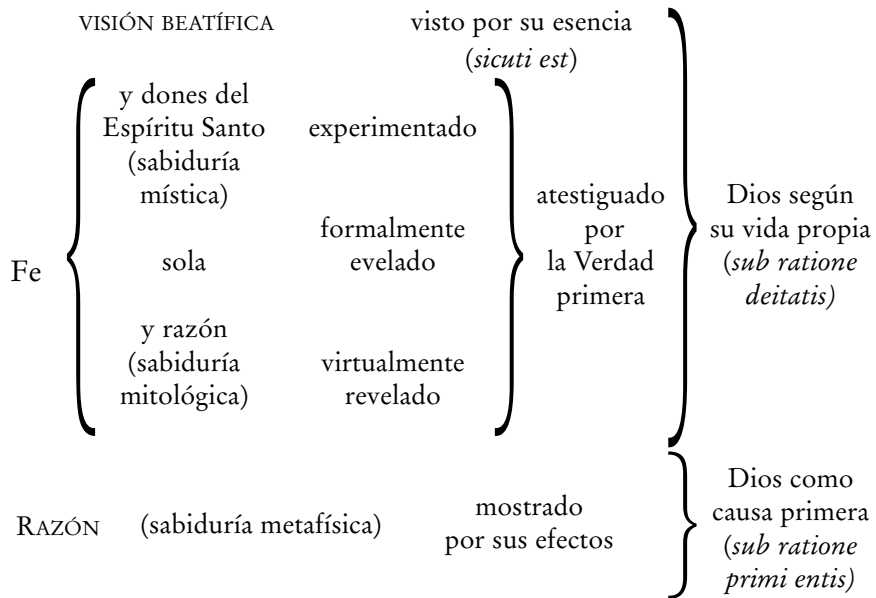 VISIÓN BEATÍFICA
visto por su esencia
(sicuti est)
Fe
y dones del
Espíritu Santo
(sabiduría
mística)
experimentado
sola
formalmente
evelado
y razón
(sabiduría
mitológica)
virtualmente
revelado
atestiguado
por
la Verdad
primera
Dios según
su vida propia
(sub ratione
deitatis)
RAZÓN
(sabiduría metafísica)
mostrado
por sus efectos
Dios como
causa primera
(sub ratione
primi entis)